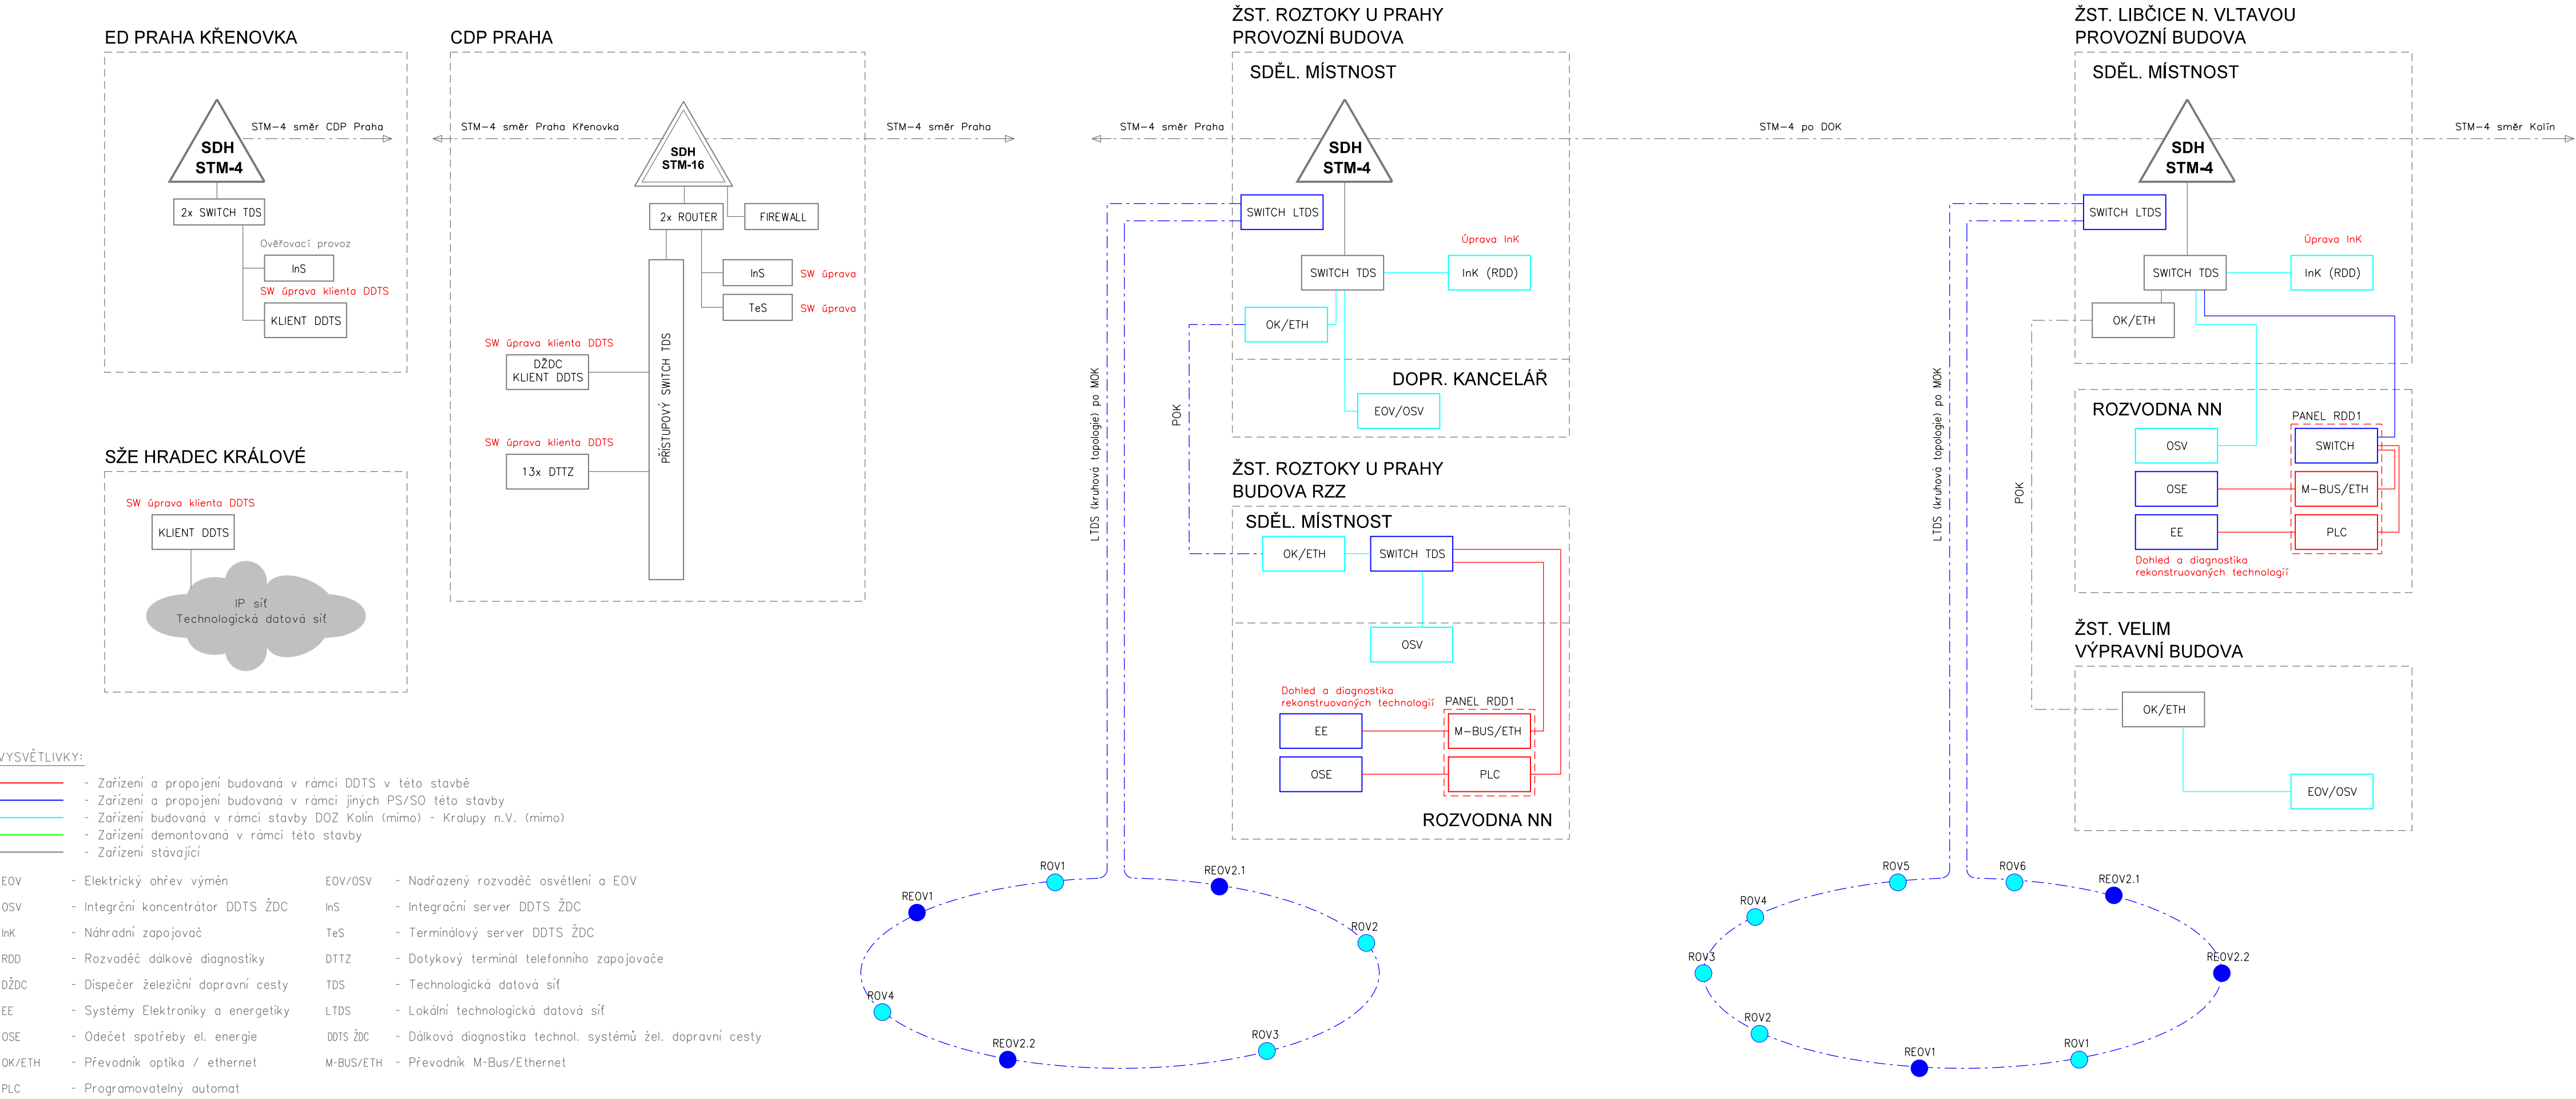 ED PRAHA KŘENOVKA
SDH
STM-4
STM-4 směr CDP Praha
2x SWITCH TDS
Ověřovací provoz
InS
SW úprava klienta DDTS
KLIENT DDTS
SŽE HRADEC KRÁLOVÉ
SW úprava klienta DDTS
KLIENT DDTS
IP síť
Technologická datová síť
CDP PRAHA
STM-4 směr Praha Křenovka
SDH
STM-16
STM-4 směr Praha
2x ROUTER
FIREWALL
InS
SW úprava
TeS
SW úprava
SW úprava klienta DDTS
DŽDC
KLIENT DDTS
SW úprava klienta DDTS
13x DTTZ
PŘÍSTUPOVÝ SWITCH TDS
ŽST. ROZTOKY U PRAHY
PROVOZNÍ BUDOVA
SDĚL. MÍSTNOST
STM-4 směr Praha
SDH
STM-4
STM-4 po DOK
SWITCH LTDS
Úprava InK
SWITCH TDS
InK (RDD)
OK/ETH
DOPR. KANCELÁŘ
EOV/OSV
LTDS (kruhová topologie) po MOK
POK
ŽST. ROZTOKY U PRAHY
BUDOVA RZZ
SDĚL. MÍSTNOST
OK/ETH
SWITCH TDS
OSV
Dohled a diagnostika
rekonstruovaných technologií
PANEL RDD1
EE
M-BUS/ETH
OSE
PLC
ROZVODNA NN
ROV1
REOV2.1
REOV1
ROV2
ROV4
ROV3
REOV2.2
ŽST. LIBČICE N. VLTAVOU
PROVOZNÍ BUDOVA
SDĚL. MÍSTNOST
SDH
STM-4
STM-4 směr Kolín
SWITCH LTDS
Úprava InK
SWITCH TDS
InK (RDD)
OK/ETH
LTDS (kruhová topologie) po MOK
POK
ROZVODNA NN
PANEL RDD1
OSV
SWITCH
OSE
M-BUS/ETH
EE
PLC
Dohled a diagnostika
rekonstruovaných technologií
ŽST. VELIM
VÝPRAVNÍ BUDOVA
OK/ETH
EOV/OSV
ROV5
ROV6
REOV2.1
ROV4
ROV3
REOV2.2
ROV2
ROV1
REOV1
VYSVĚTLIVKY:
- Zařízení a propojení budovaná v rámci DDTS v této stavbě
- Zařízení a propojení budovaná v rámci jiných PS/SO této stavby
- Zařízení budovaná v rámci stavby DOZ Kolín (mimo) - Kralupy n.V. (mimo)
- Zařízení demontovaná v rámci této stavby
- Zařízení stávající
EOV - Elektrický ohřev výměn
EOV/OSV - Nadřazený rozvaděč osvětlení a EOV
OSV - Integrční koncentrátor DDTS ŽDC
InS - Integrační server DDTS ŽDC
InK - Náhradní zapojovač
TeS - Terminálový server DDTS ŽDC
RDD - Rozvaděč dálkové diagnostiky
DTTZ - Dotykový terminál telefonního zapojovače
DŽDC - Dispečer železiční dopravní cesty
TDS - Technologická datová síť
EE - Systémy Elektroniky a energetiky
LTDS - Lokální technologická datová síť
OSE - Odečet spotřeby el. energie
DDTS ŽDC - Dálková diagnostika technol. systémů žel. dopravní cesty
OK/ETH - Převodník optika / ethernet
M-BUS/ETH - Převodník M-Bus/Ethernet
PLC - Programovatelný automat